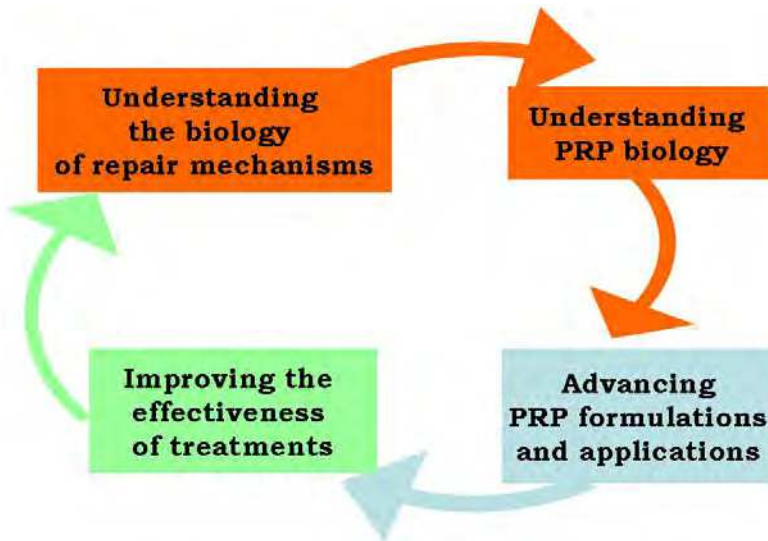 Understanding
the biology
of repair mechanisms
Understanding
PRP biology
Improving the
effectiveness
of treatments
Advancing
PRP formulations
and applications